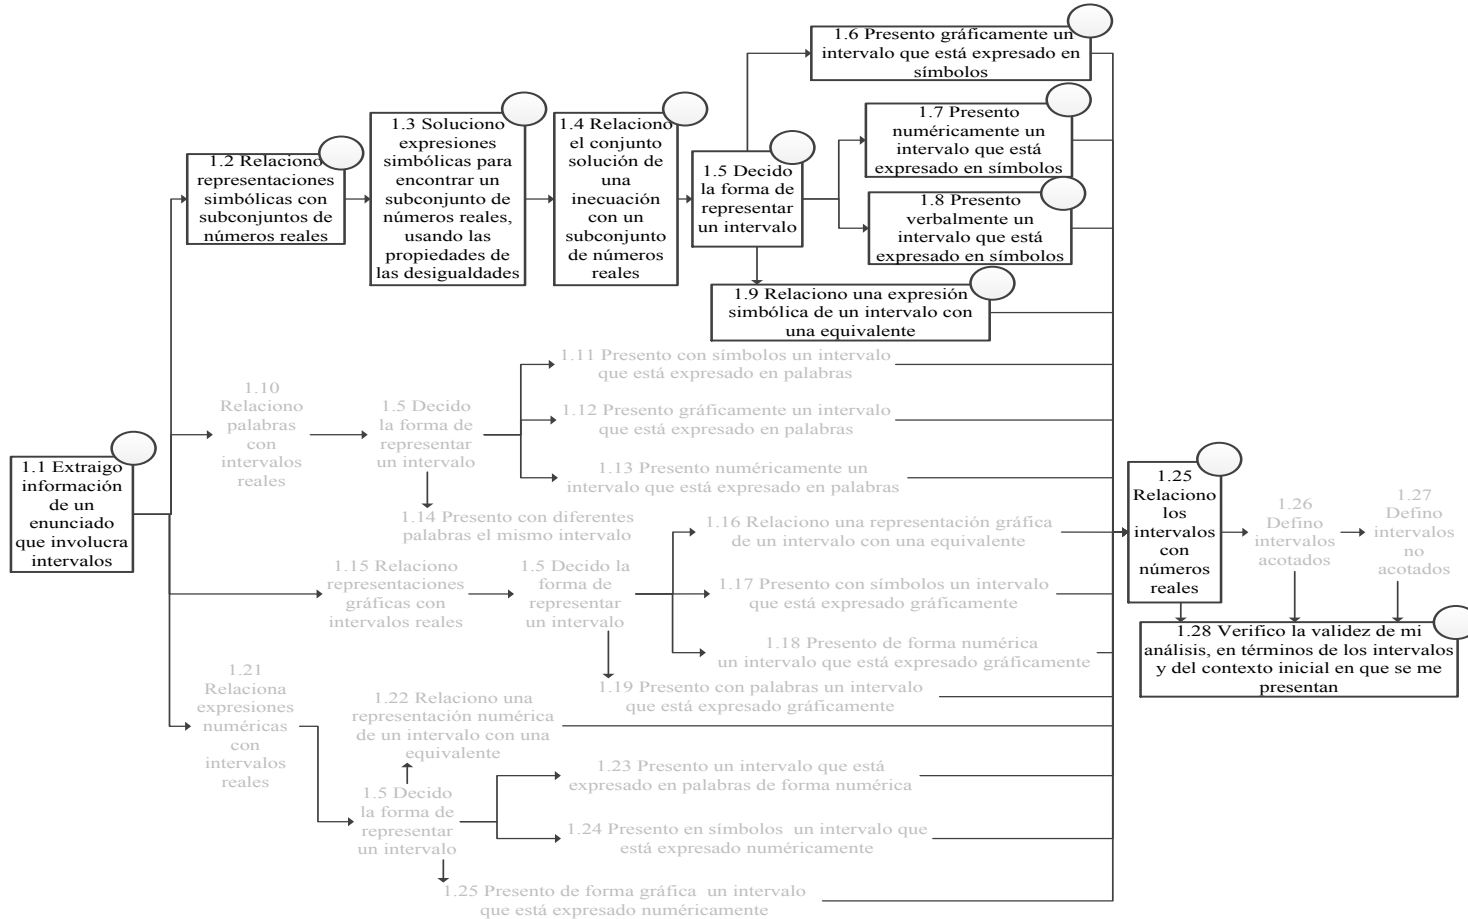 1.6 Presento gráficamente un
intervalo que está expresado en
símbolos
1.2 Relaciono
representaciones
simbólicas con
subconjuntos de
números reales
1.3 Soluciono
expresiones
simbólicas para
encontrar un
subconjunto de
números reales,
usando las
propiedades de
las desigualdades
1.4 Relaciono
el conjunto
solución de
una
inecuación
con un
subconjunto
de números
reales
1.5 Decido
la forma de
representar
un intervalo
1.7 Presento
numéricamente un
intervalo que está
expresado en símbolos
1.8 Presento
verbalmente un
intervalo que está
expresado en símbolos
1.9 Relaciono una expresión
simbólica de un intervalo con
una equivalente
1.1 Extraigo
información
de un
enunciado
que involucra
intervalos
1.10
Relaciono
palabras
con
intervalos
reales
1.5 Decido
la forma de
representar
un intervalo
1.11 Presento con símbolos un intervalo
que está expresado en palabras
1.12 Presento gráficamente un intervalo
que está expresado en palabras
1.13 Presento numéricamente un
intervalo que está expresado en palabras
1.14 Presento con diferentes
palabras el mismo intervalo
1.15 Relaciono
representaciones
gráficas con
intervalos reales
1.5 Decido la
forma de
representar
un intervalo
1.16 Relaciono una representación gráfica
de un intervalo con una equivalente
1.17 Presento con símbolos un intervalo
que está expresado gráficamente
1.18 Presento de forma numérica
un intervalo que está expresado gráficamente
1.19 Presento con palabras un intervalo
que está expresado gráficamente
1.21
Relaciona
expresiones
numéricas
con
intervalos
reales
1.22 Relaciono una
representación numérica
de un intervalo con una
equivalente
1.5 Decido
la forma de
representar
un intervalo
1.23 Presento un intervalo que está
expresado en palabras de forma numérica
1.24 Presento en símbolos  un intervalo que
está expresado numéricamente
1.25 Presento de forma gráfica  un intervalo
que está expresado numéricamente
1.25
Relaciono
los
intervalos
con
números
reales
1.26
Defino
intervalos
acotados
1.27
Defino
intervalos
no
acotados
1.28 Verifico la validez de mi
análisis, en términos de los intervalos
y del contexto inicial en que se me
presentan